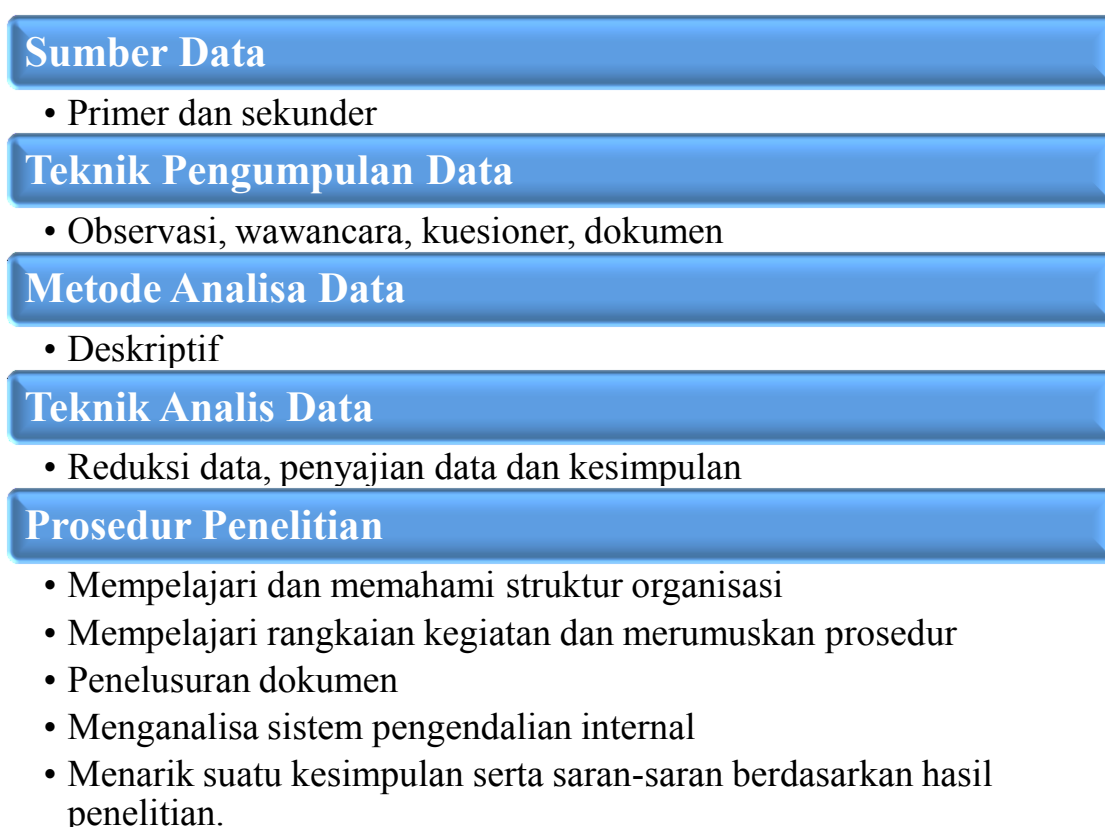 Sumber Data
• Primer dan sekunder
Teknik Pengumpulan Data
• Observasi, wawancara, kuesioner, dokumen
Metode Analisa Data
• Deskriptif
Teknik Analis Data
• Reduksi data, penyajian data dan kesimpulan
Prosedur Penelitian
• Mempelajari dan memahami struktur organisasi
• Mempelajari rangkaian kegiatan dan merumuskan prosedur
• Penelusuran dokumen
• Menganalisa sistem pengendalian internal
• Menarik suatu kesimpulan serta saran-saran berdasarkan hasil
penelitian.